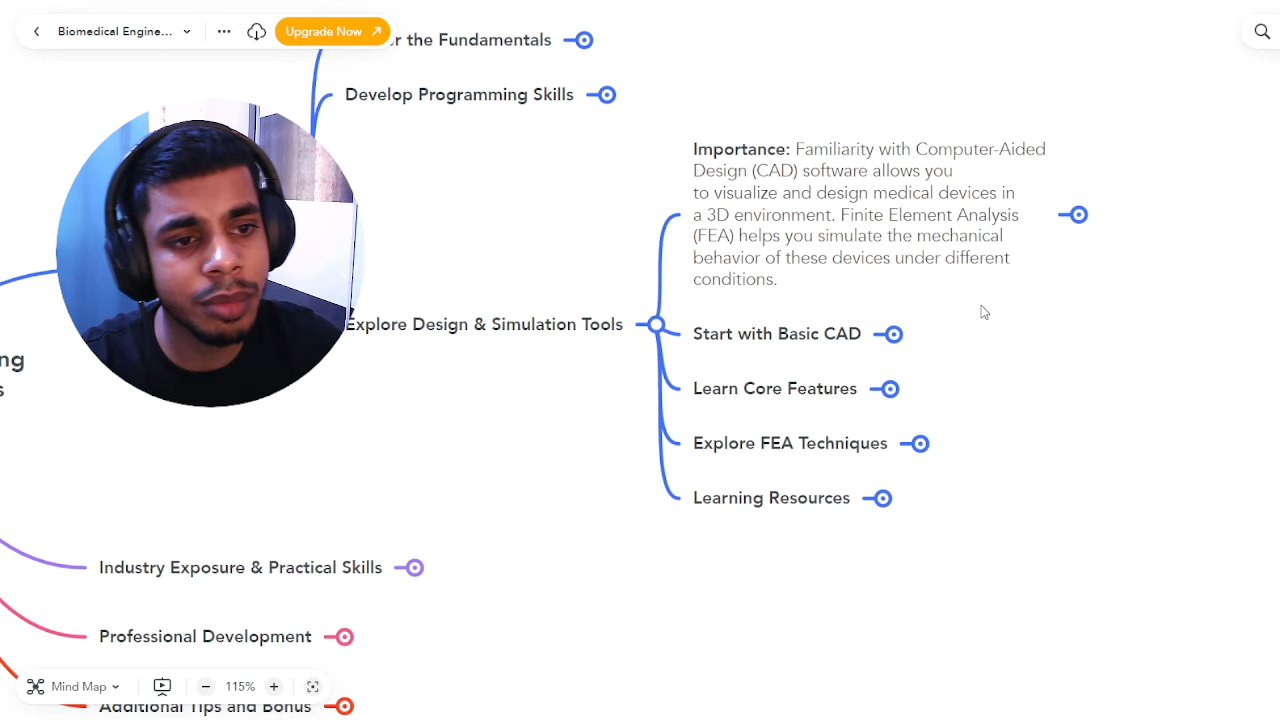 Biomedical Engine...
Upgrade Now
r the Fundamentals
Develop Programming Skills
Importance: Familiarity with Computer-Aided
Design (CAD) software allows you
to visualize and design medical devices in
a 3D environment. Finite Element Analysis
(FEA) helps you simulate the mechanical
behavior of these devices under different
conditions.
Explore Design & Simulation Tools
Start with Basic CAD
ng
s
Learn Core Features
Explore FEA Techniques
Learning Resources
Industry Exposure & Practical Skills
Professional Development
Mind Map
115%
Additional Tips and Bonus